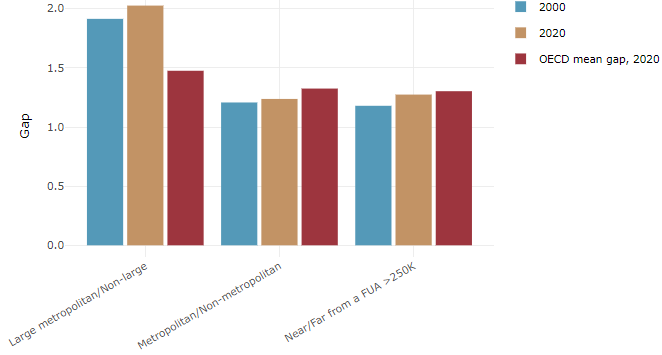 2.0
1.5
1.0
0.5
0.0
Gap
Large metropolitan/Non-large
Metropolitan/Non-metropolitan
Near/Far from a FUA >250K
2000
2020
OECD mean gap, 2020